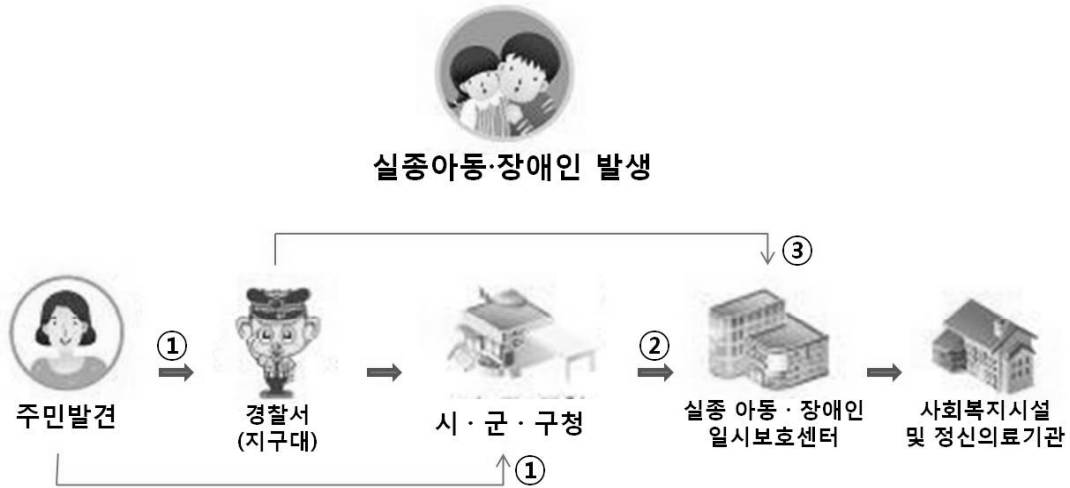 실종아동·장애인 발생
③
①
②
주민발견
경찰서
(지구대)
시·군·구청
실종 아동·장애인
일시보호센터
사회복지시설
및 정신의료기관
①